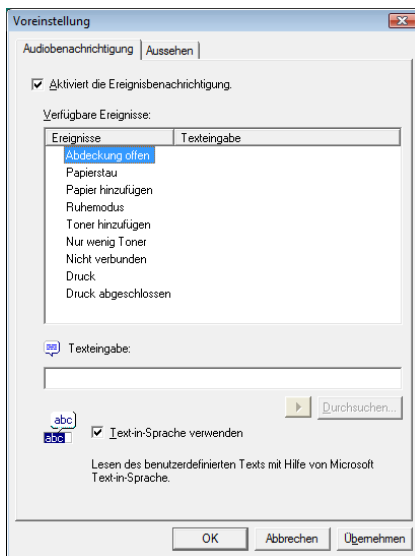 Voreinstellung
Audiobenachrichtigung Aussehen
Aktiviert die Ereignisbenachrichtigung.
Verfügbare Ereignisse:
Ereignisse Texteingabe
Abdeckung offen
Papierstau
Papier hinzufügen
Ruhemodus
Toner hinzufügen
Nur wenig Toner
Nicht verbunden
Druck
Druck abgeschlossen
Texteingabe:
Durchsuchen...
abc
abc
Text-in-Sprache verwenden
Lesen des benutzerdefinierten Texts mit Hilfe von Microsoft
Text-in-Sprache.
OK Abbrechen Übernehmen